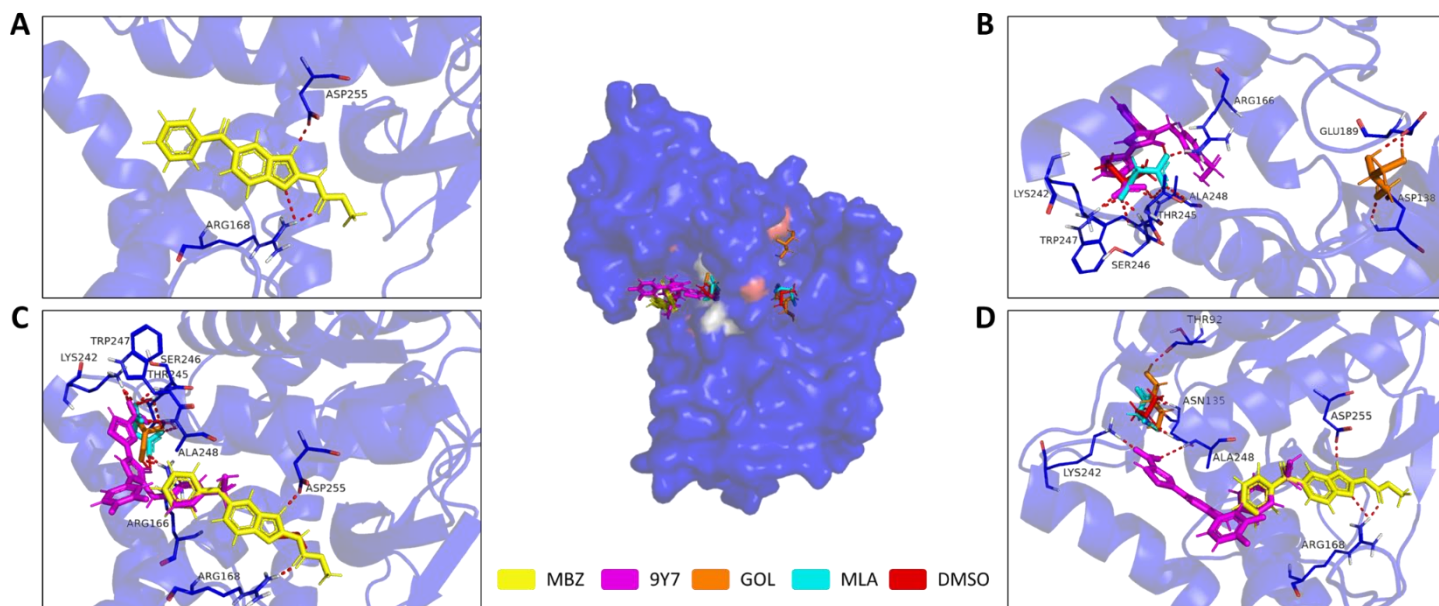 A
ASP255
ARG168
B
ARG166
GLU189
LYS242
ALA248
ASP138
THR245
TRP247
SER246
C
TRP247
LYS242
SER246
THR245
ALA248
ASP255
ARG166
ARG168
D
THR92
ASN135
ASP255
LYS242
ALA248
ARG168
MBZ
9Y7
GOL
MLA
DMSO